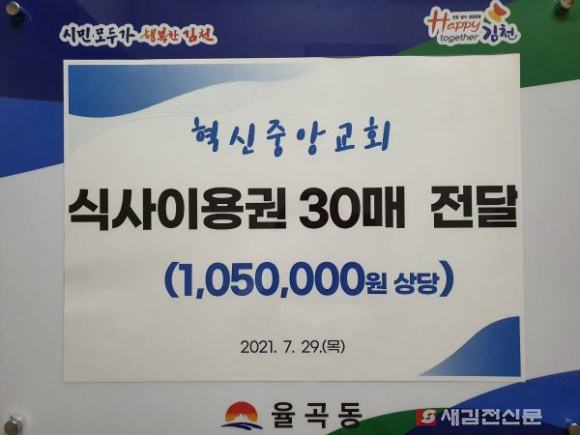 시민 모두가 행복한 김천
Happy together 김천
혁신중앙교회
식사이용권 30매 전달
(1,050,000원 상당)
2021. 7. 29.(목)
율곡동
새김천신문